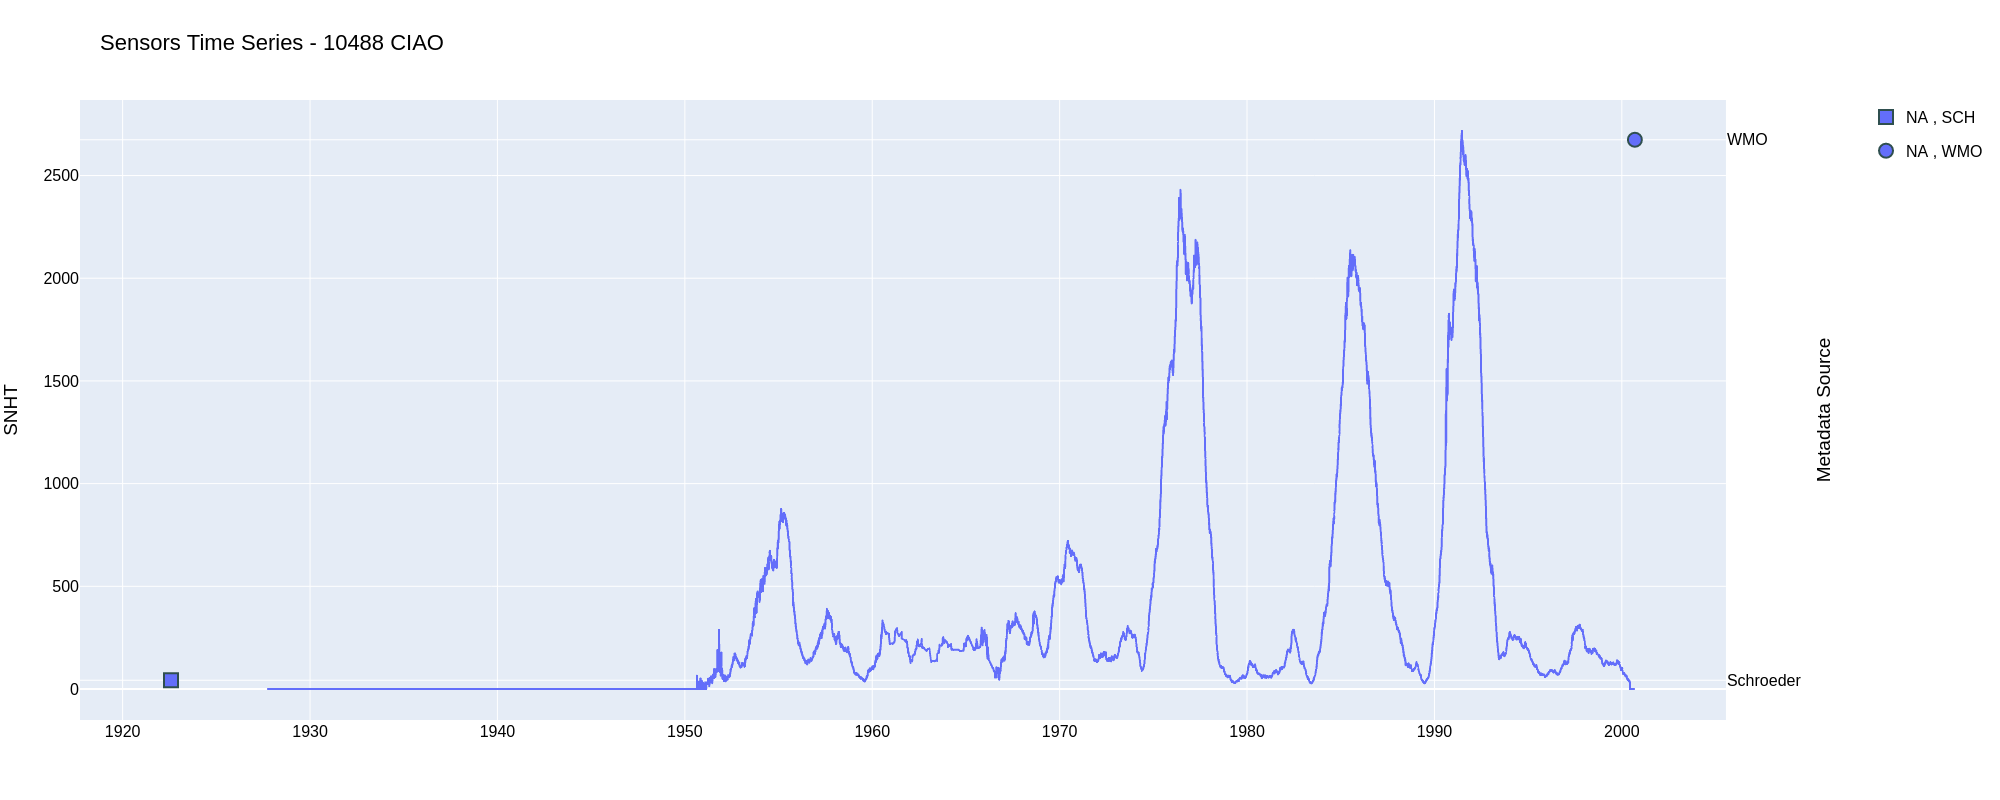 Sensors Time Series - 10488 CIAO
NA , SCH
NA , WMO
WMO
Schroeder
Metadata Source
SNHT
2500
2000
1500
1000
500
0
1920 1930 1940 1950 1960 1970 1980 1990 2000